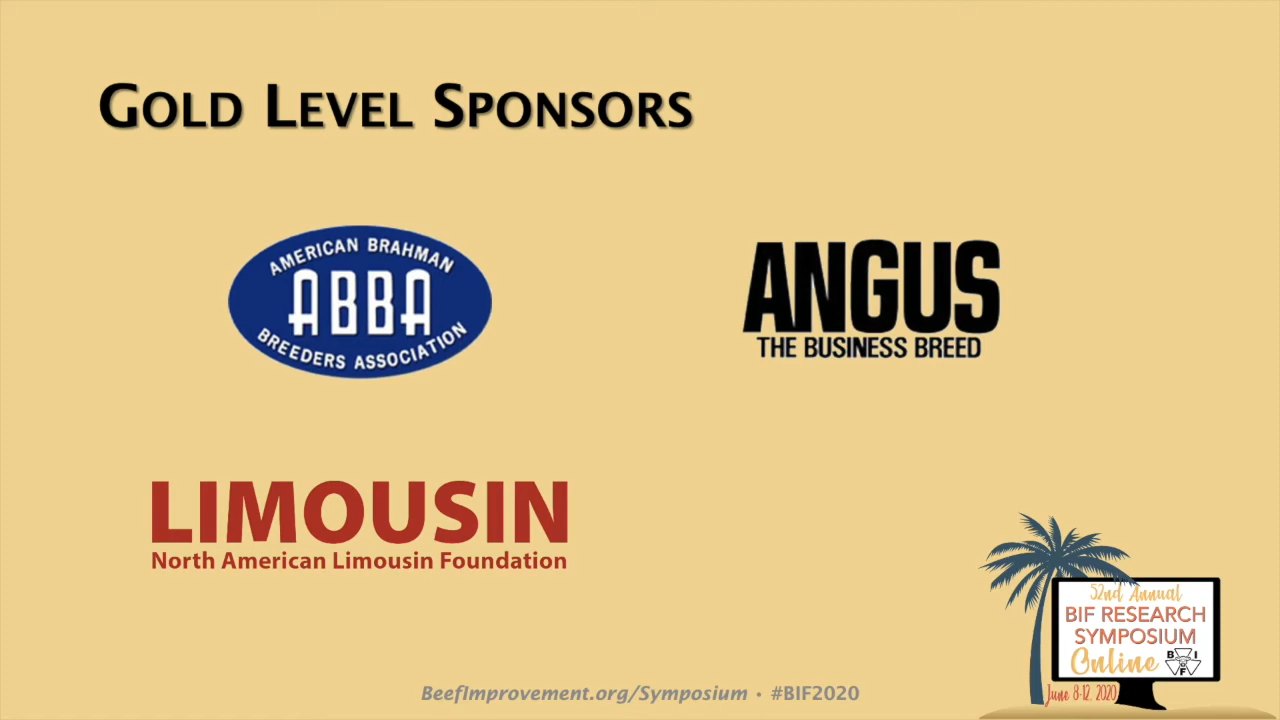 GOLD LEVEL SPONSORS
AMERICAN BRAHMAN
ABBA
BREEDERS ASSOCIATION
ANGUS
THE BUSINESS BREED
LIMOUSIN
North American Limousin Foundation
52nd Annual
BIF RESEARCH
SYMPOSIUM
Online
B I F
June 8-12, 2020
BeefImprovement.org/Symposium • #BIF2020